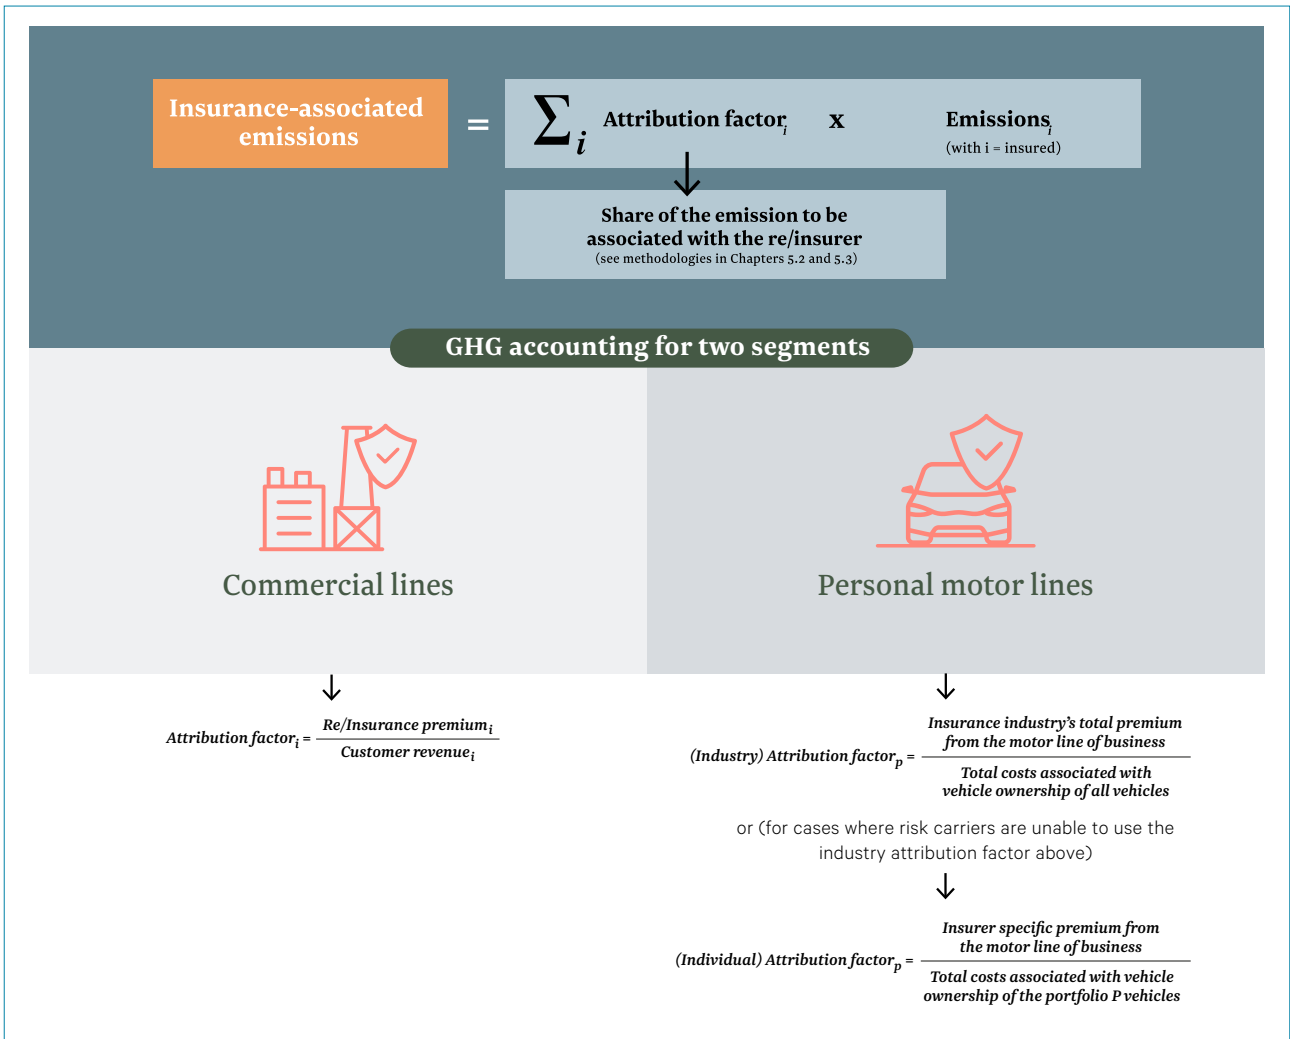 Insurance-associated
emissions
=
∑i Attribution factori x Emissionsi
(with i = insured)
Share of the emission to be
associated with the re/insurer
(see methodologies in Chapters 5.2 and 5.3)
GHG accounting for two segments
Commercial lines
Personal motor lines
Attribution factori =
Re/Insurance premiumi
Customer revenuei
(Industry) Attribution factorp =
Insurance industry's total premium
from the motor line of business
Total costs associated with
vehicle ownership of all vehicles
or (for cases where risk carriers are unable to use the
industry attribution factor above)
(Individual) Attribution factorp =
Insurer specific premium from
the motor line of business
Total costs associated with vehicle
ownership of the portfolio P vehicles